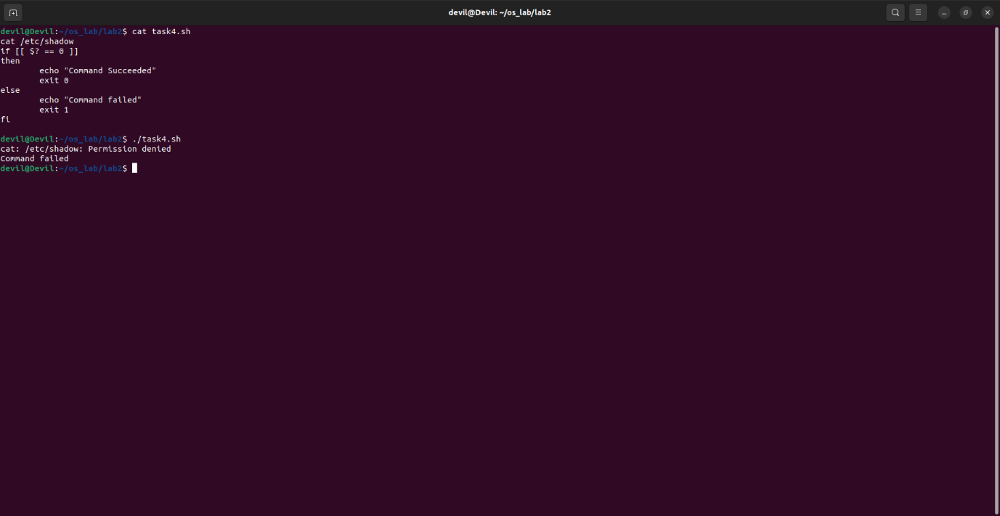 devil@Devil: ~/os_lab/lab2
devil@Devil:~/os_lab/lab2$ cat task4.sh
cat /etc/shadow
if [[ $? == 0 ]]
then
        echo "Command Succeeded"
        exit 0
else
        echo "Command failed"
        exit 1
fi

devil@Devil:~/os_lab/lab2$ ./task4.sh
cat: /etc/shadow: Permission denied
Command failed
devil@Devil:~/os_lab/lab2$